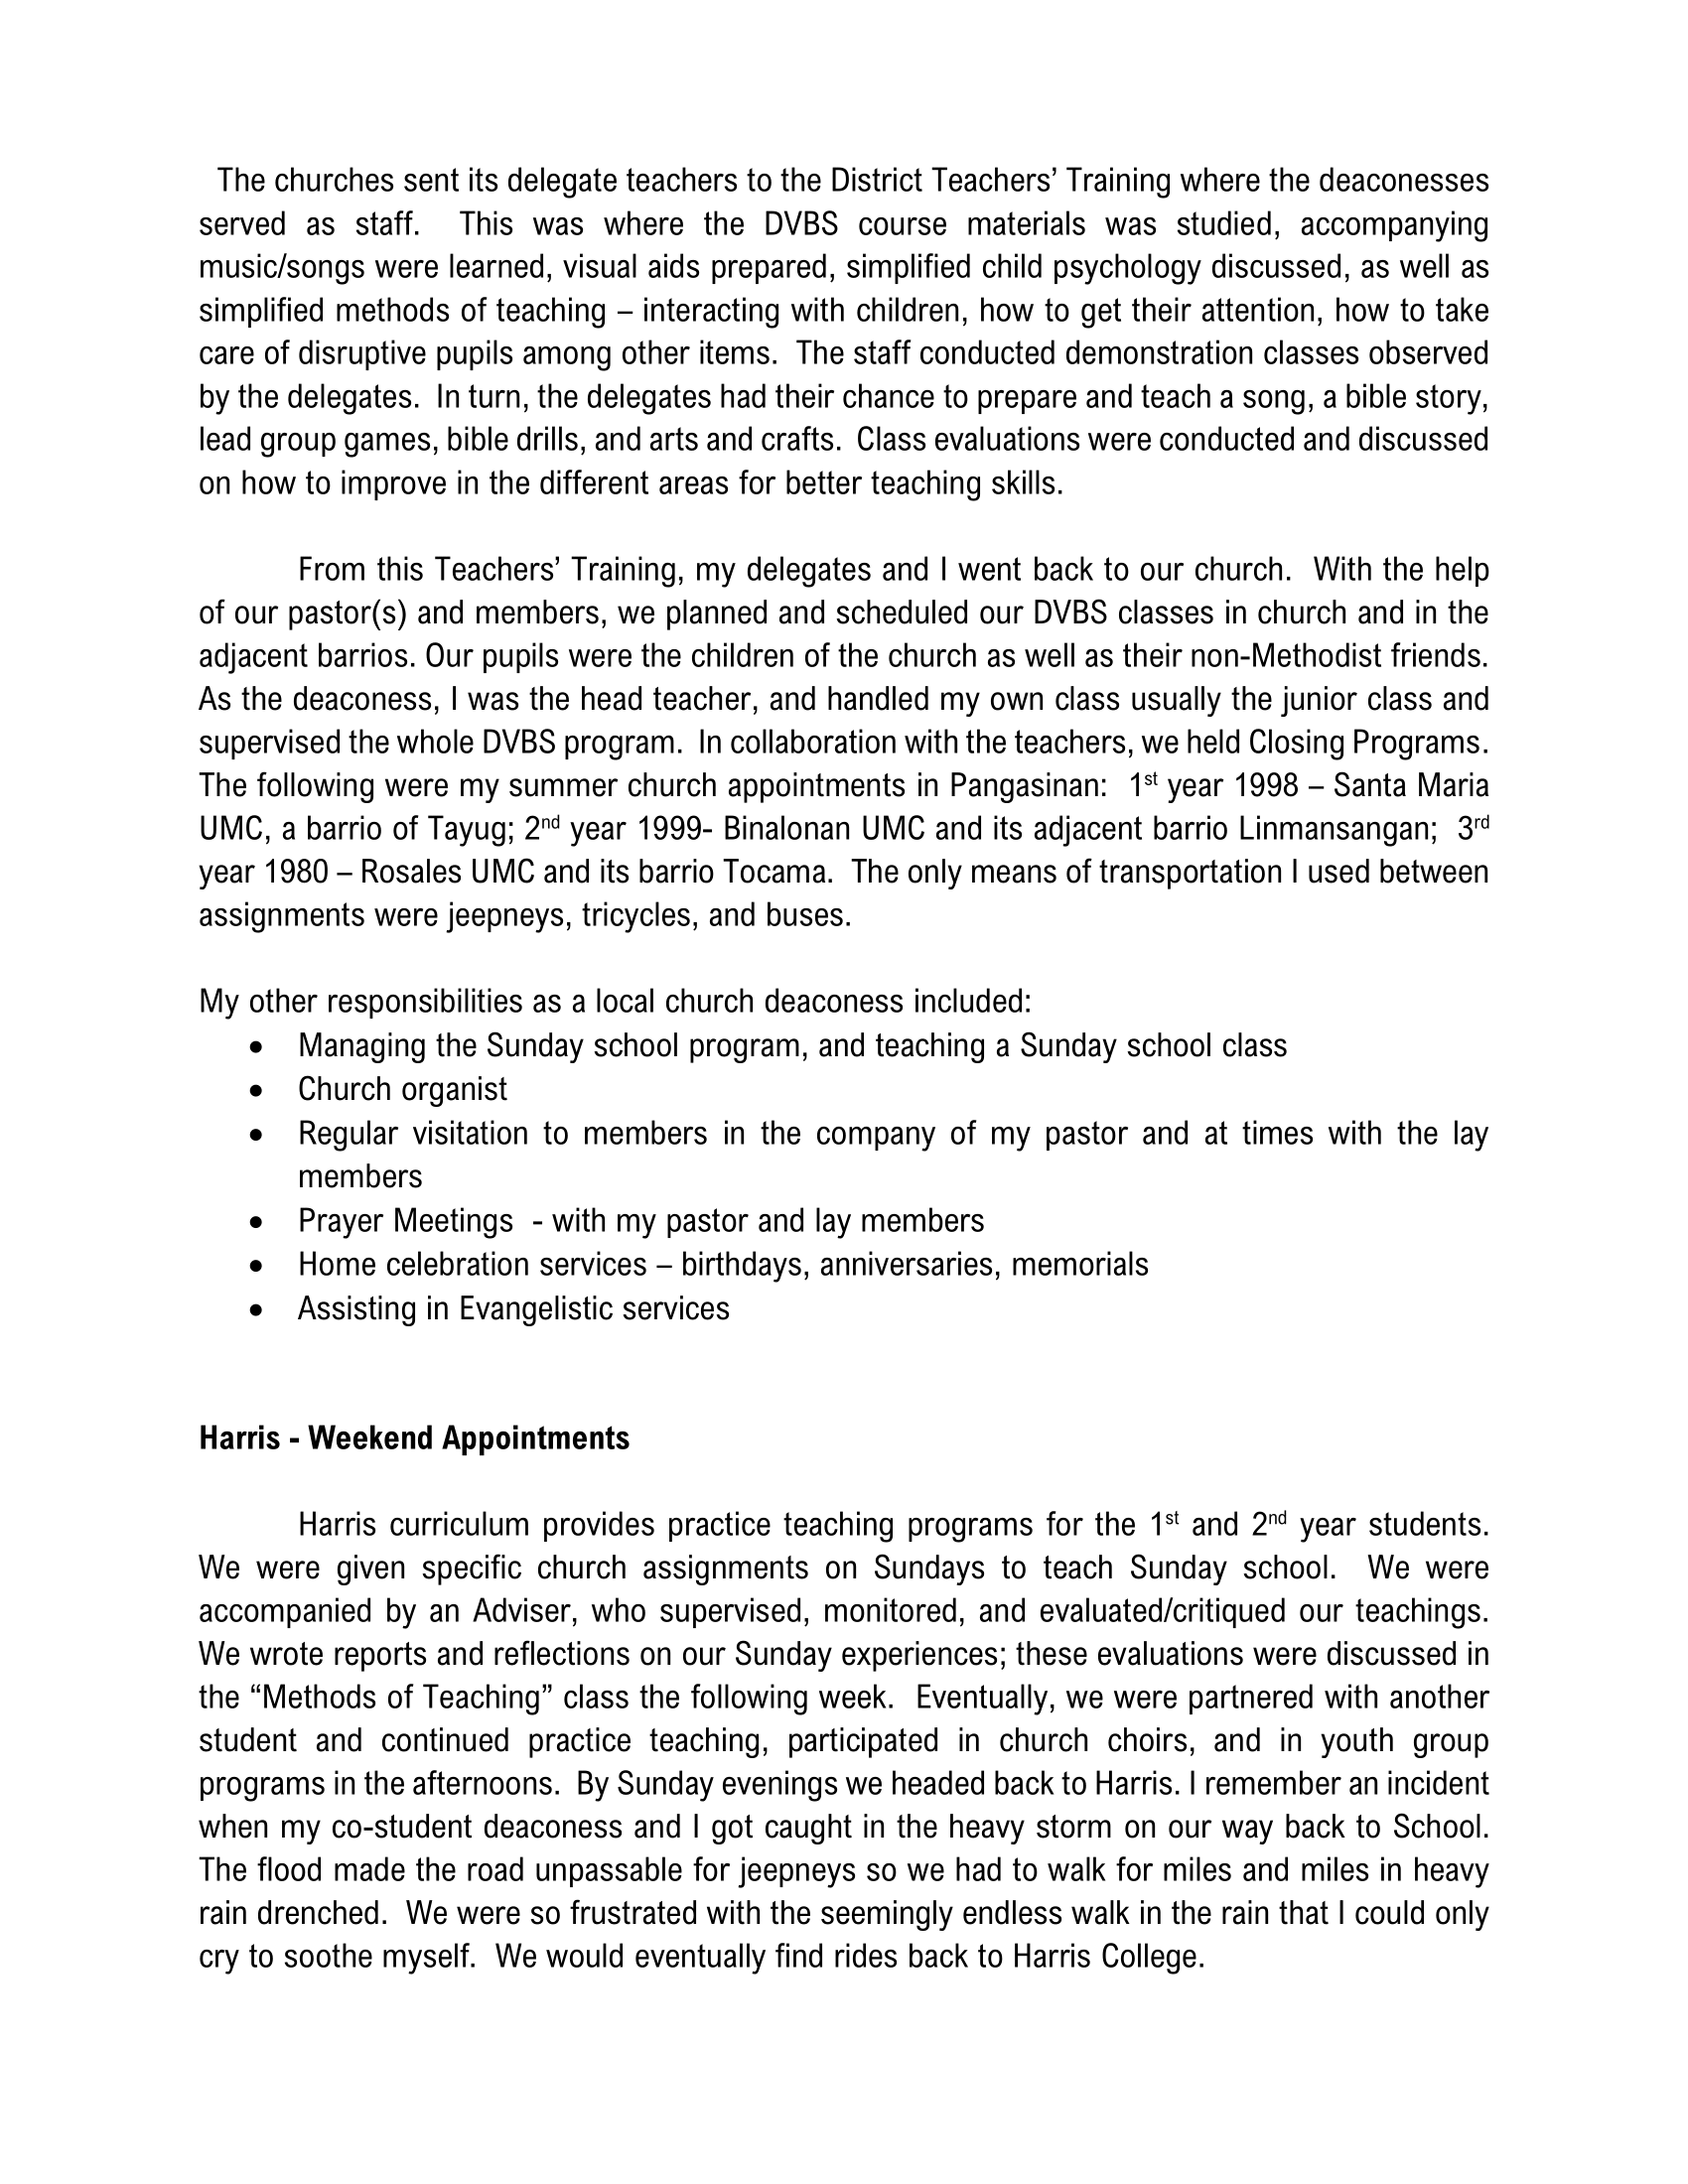 The churches sent its delegate teachers to the District Teachers’ Training where the deaconesses
served as staff.  This was where the DVBS course materials was studied, accompanying
music/songs were learned, visual aids prepared, simplified child psychology discussed, as well as
simplified methods of teaching – interacting with children, how to get their attention, how to take
care of disruptive pupils among other items.  The staff conducted demonstration classes observed
by the delegates.  In turn, the delegates had their chance to prepare and teach a song, a bible story,
lead group games, bible drills, and arts and crafts.  Class evaluations were conducted and discussed
on how to improve in the different areas for better teaching skills.
From this Teachers’ Training, my delegates and I went back to our church.  With the help
of our pastor(s) and members, we planned and scheduled our DVBS classes in church and in the
adjacent barrios. Our pupils were the children of the church as well as their non-Methodist friends.
As the deaconess, I was the head teacher, and handled my own class usually the junior class and
supervised the whole DVBS program.  In collaboration with the teachers, we held Closing Programs.
The following were my summer church appointments in Pangasinan:  1st year 1998 – Santa Maria
UMC, a barrio of Tayug; 2nd year 1999- Binalonan UMC and its adjacent barrio Linmansangan;  3rd
year 1980 – Rosales UMC and its barrio Tocama.  The only means of transportation I used between
assignments were jeepneys, tricycles, and buses.
My other responsibilities as a local church deaconess included:
• Managing the Sunday school program, and teaching a Sunday school class
• Church organist
• Regular visitation to members in the company of my pastor and at times with the lay
members
• Prayer Meetings  - with my pastor and lay members
• Home celebration services – birthdays, anniversaries, memorials
• Assisting in Evangelistic services
Harris - Weekend Appointments
Harris curriculum provides practice teaching programs for the 1st and 2nd year students.
We were given specific church assignments on Sundays to teach Sunday school.  We were
accompanied by an Adviser, who supervised, monitored, and evaluated/critiqued our teachings.
We wrote reports and reflections on our Sunday experiences; these evaluations were discussed in
the “Methods of Teaching” class the following week.  Eventually, we were partnered with another
student and continued practice teaching, participated in church choirs, and in youth group
programs in the afternoons.  By Sunday evenings we headed back to Harris. I remember an incident
when my co-student deaconess and I got caught in the heavy storm on our way back to School.
The flood made the road unpassable for jeepneys so we had to walk for miles and miles in heavy
rain drenched.  We were so frustrated with the seemingly endless walk in the rain that I could only
cry to soothe myself.  We would eventually find rides back to Harris College.